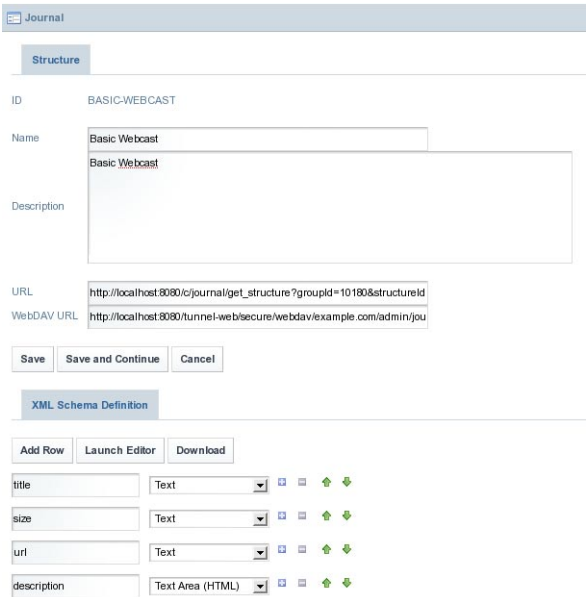 Journal
Structure
ID BASIC-WEBCAST
Name Basic Webcast
Basic Webcast
Description
URL http://localhost:8080/c/journal/get_structure?groupId=10180&structureId
WebDAV URL http://localhost:8080/tunnel-web/secure/webdav/example.com/admin/jou
Save Save and Continue Cancel
XML Schema Definition
Add Row Launch Editor Download
title Text
size Text
url Text
description Text Area (HTML)